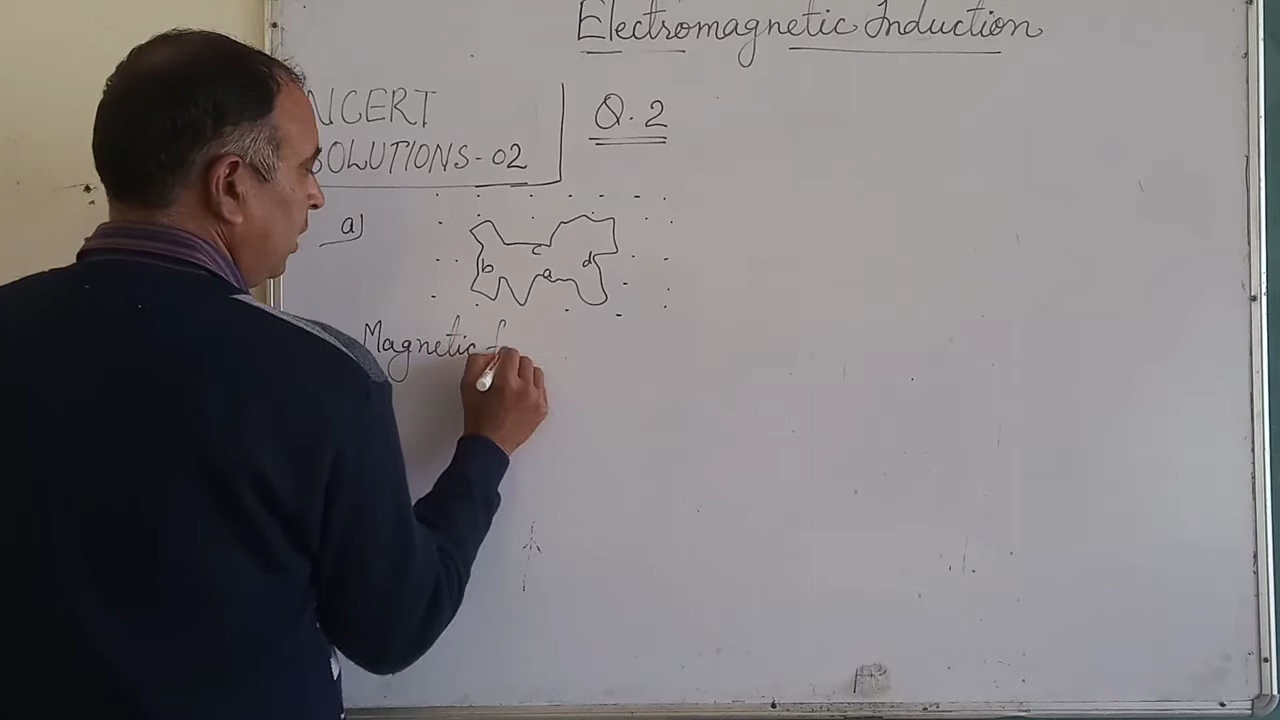 Electromagnetic Induction
NCERT
SOLUTIONS-02
Q.2
a)
c
b
a
d
Magnetic f